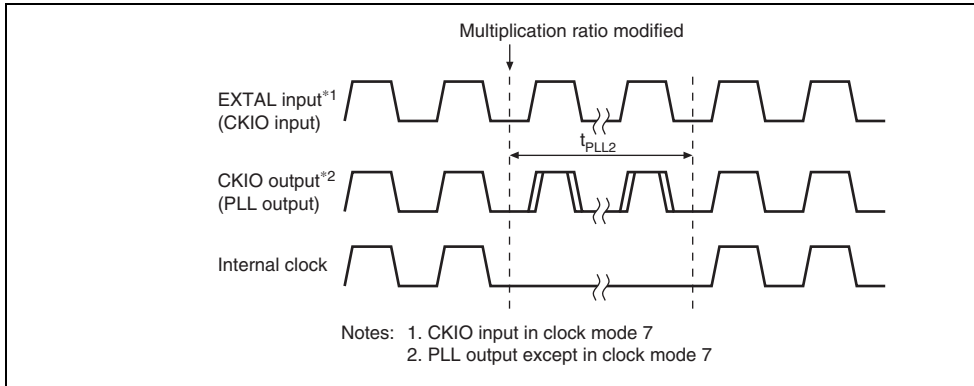 Multiplication ratio modified
EXTAL input*1
(CKIO input)
tPLL2
CKIO output*2
(PLL output)
Internal clock
Notes: 1. CKIO input in clock mode 7
2. PLL output except in clock mode 7